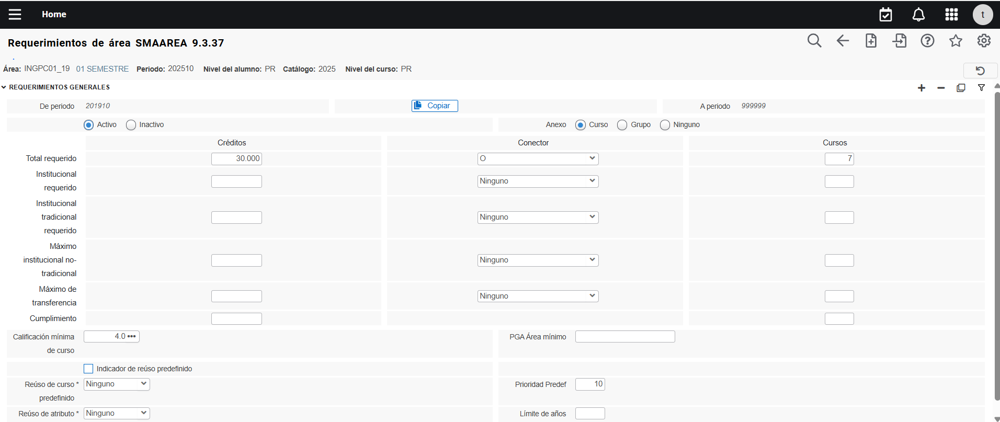 Home
t
Requerimientos de área SMAAREA 9.3.37
Área: INGPC01_19 01 SEMESTRE Periodo: 202510 Nivel del alumno: PR Catálogo: 2025 Nivel del curso: PR
REQUERIMIENTOS GENERALES
De periodo 201910 Copiar A periodo 999999
Activo Inactivo Anexo Curso Grupo Ninguno
Créditos Conector Cursos
Total requerido 30.000 O 7
Institucional
requerido Ninguno
Institucional
tradicional Ninguno
requerido
Máximo
institucional no- Ninguno
tradicional
Máximo de
transferencia Ninguno
Cumplimiento
Calificación mínima 4.0 ••• PGA Área mínimo
de curso
Indicador de reúso predefinido
Reúso de curso * Ninguno Prioridad Predef 10
predefinido
Reúso de atributo * Ninguno Límite de años